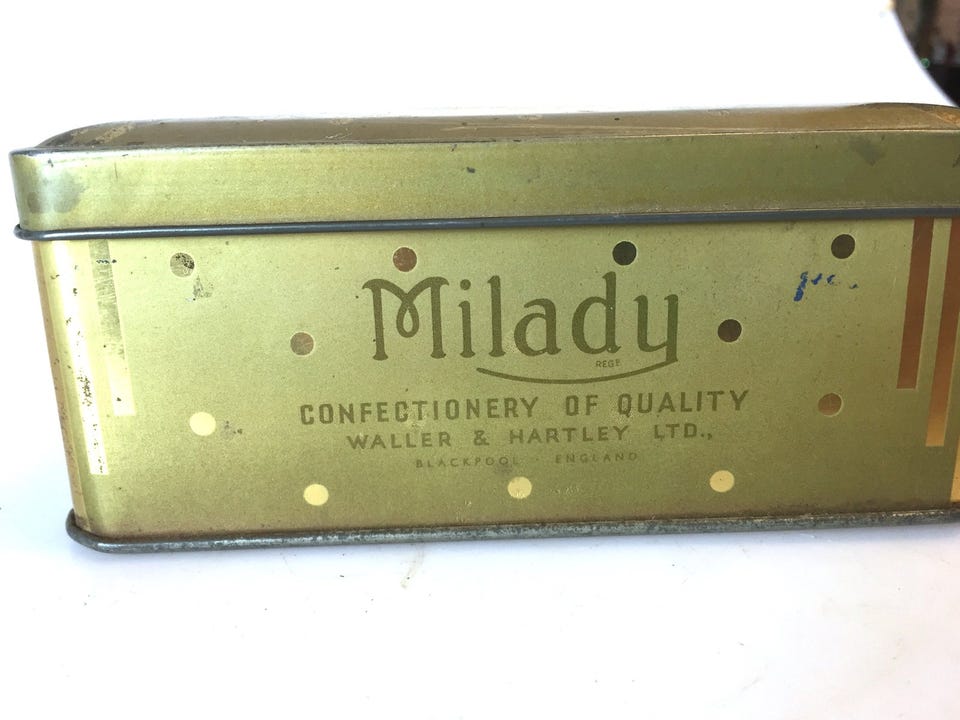 Milady
REGD
CONFECTIONERY OF QUALITY
WALLER & HARTLEY LTD.,
BLACKPOOL · ENGLAND